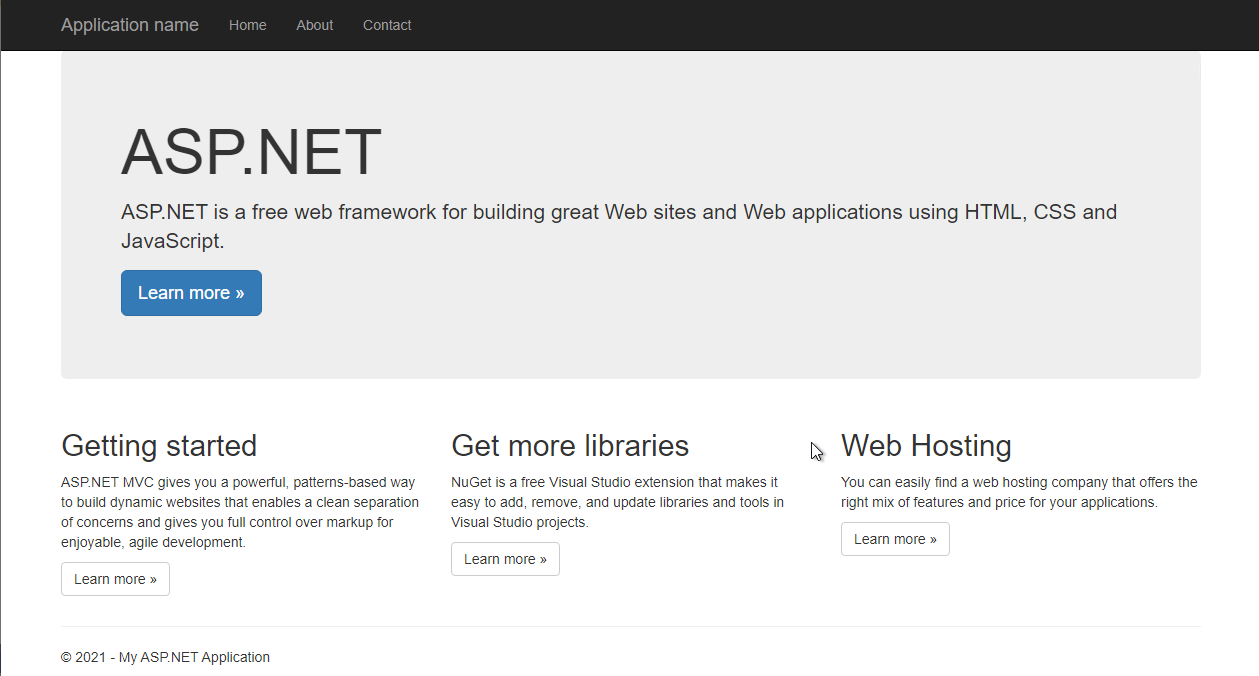 Application name Home About Contact
ASP.NET
ASP.NET is a free web framework for building great Web sites and Web applications using HTML, CSS and
JavaScript.
Learn more »
Getting started
ASP.NET MVC gives you a powerful, patterns-based way
to build dynamic websites that enables a clean separation
of concerns and gives you full control over markup for
enjoyable, agile development.
Learn more »
Get more libraries
NuGet is a free Visual Studio extension that makes it
easy to add, remove, and update libraries and tools in
Visual Studio projects.
Learn more »
Web Hosting
You can easily find a web hosting company that offers the
right mix of features and price for your applications.
Learn more »
© 2021 - My ASP.NET Application